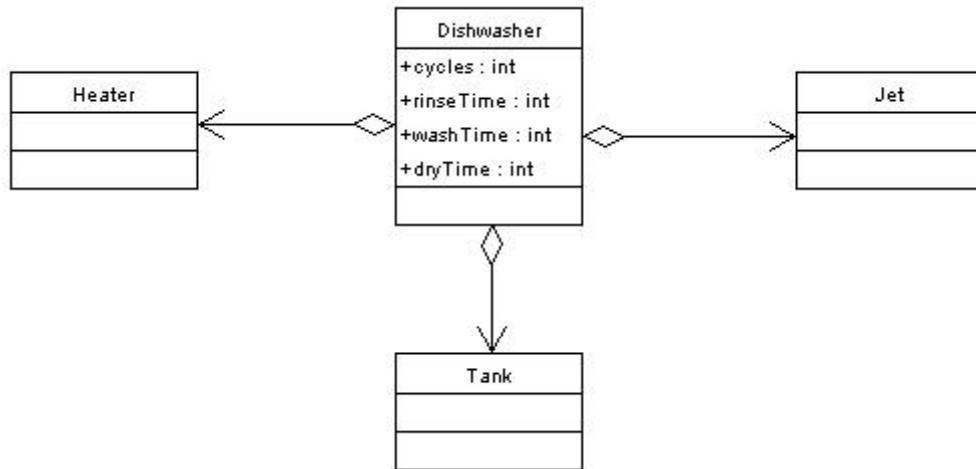 Dishwasher
+cycles : int
+rinseTime : int
+washTime : int
+dryTime : int
Heater
Jet
Tank